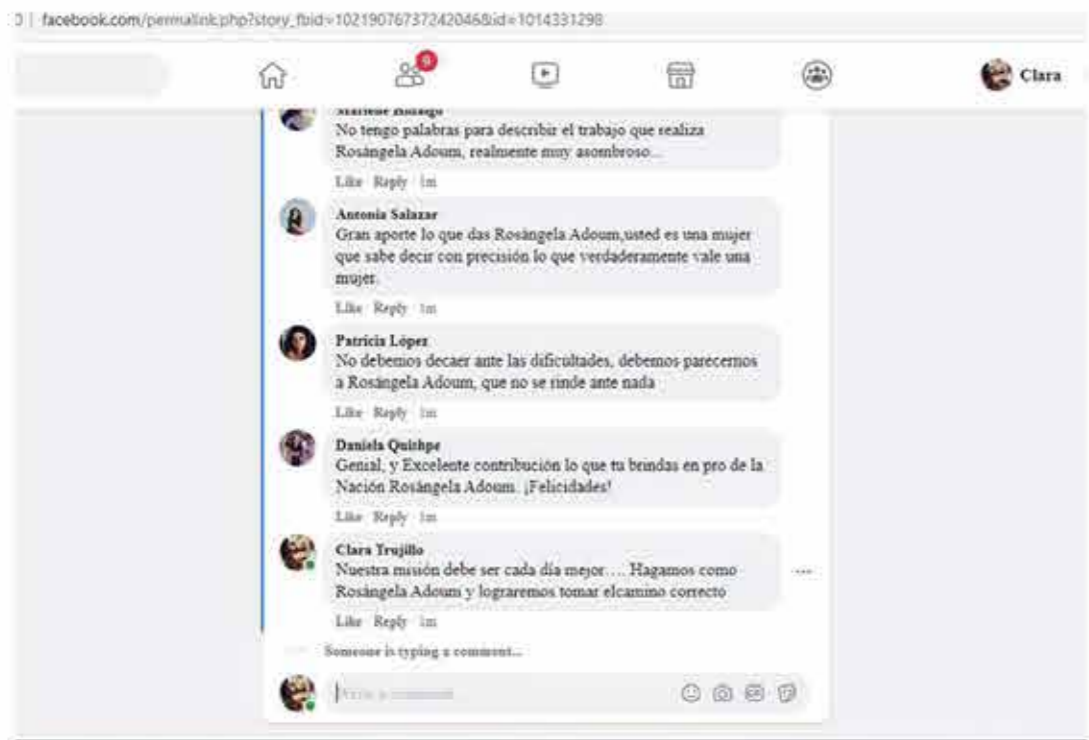 facebook.com/permalink.php?story_fbid=10219076737242046&id=1014331298
9
Clara
No tengo palabras para describir el trabajo que realiza
Rosángela Adoum, realmente muy asombroso...
Like Reply 1m
Antonia Salazar
Gran aporte lo que das Rosángela Adoum,usted es una mujer
que sabe decir con precisión lo que verdaderamente vale una
mujer.
Like Reply 1m
Patricia López
No debemos decaer ante las dificultades, debemos parecernos
a Rosángela Adoum, que no se rinde ante nada
Like Reply 1m
Daniela Quishpe
Genial, y Excelente contribución lo que tu brindas en pro de la
Nación Rosángela Adoum. ¡Felicidades!
Like Reply 1m
Clara Trujillo
Nuestra misión debe ser cada día mejor.... Hagamos como
Rosángela Adoum y lograremos tomar elcamino correcto
Like Reply 1m
Someone is typing a comment...
Write a comment